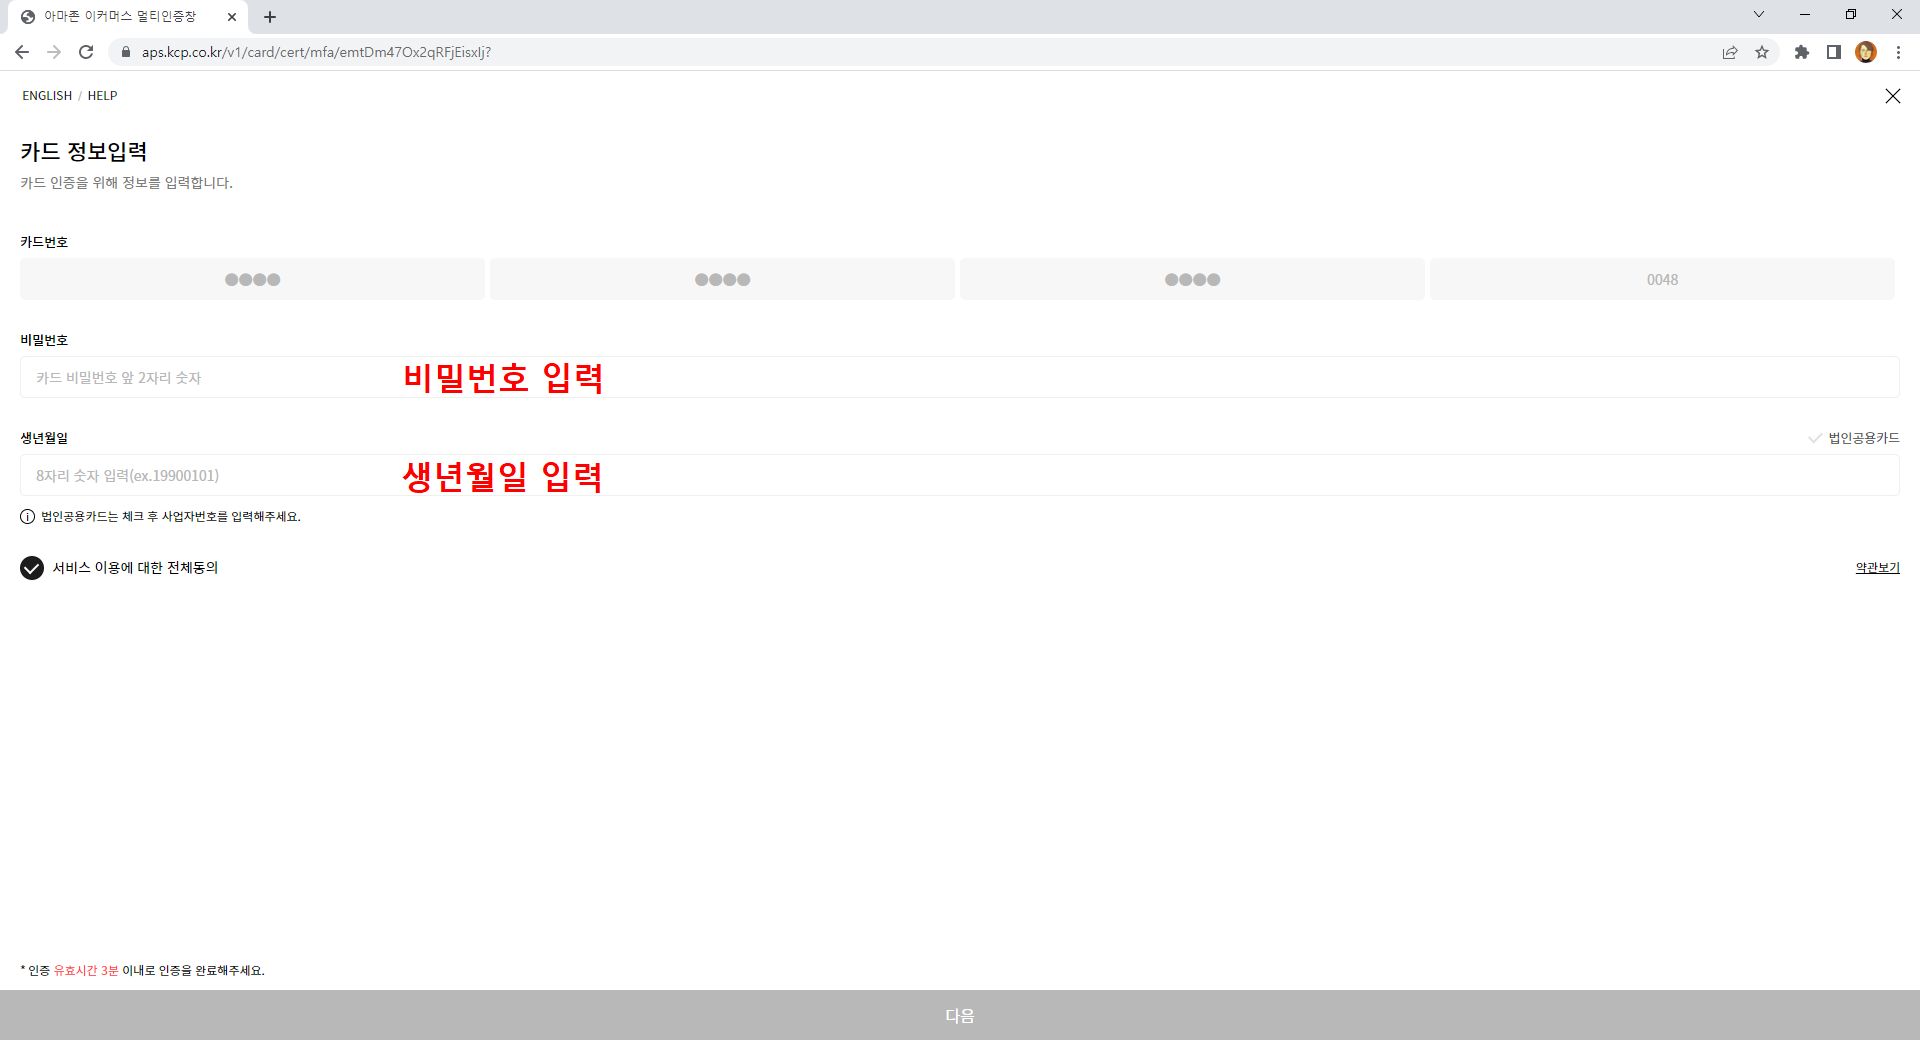 아마존 이커머스 멀티인증창
aps.kcp.co.kr/v1/card/cert/mfa/emtDm47Ox2qRFjEisxIj?
ENGLISH / HELP
카드 정보입력
카드 인증을 위해 정보를 입력합니다.
카드번호
●●●● ●●●● ●●●● 0048
비밀번호
카드 비밀번호 앞 2자리 숫자 비밀번호 입력
생년월일 법인공용카드
8자리 숫자 입력(ex.19900101) 생년월일 입력
법인공용카드는 체크 후 사업자번호를 입력해주세요.
서비스 이용에 대한 전체동의 약관보기
* 인증 유효시간 3분 이내로 인증을 완료해주세요.
다음